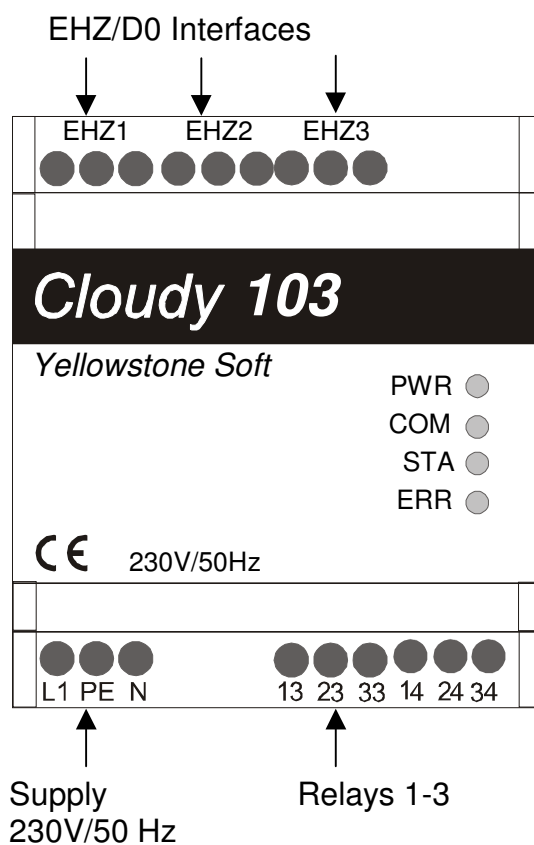 EHZ/D0 Interfaces
EHZ1 EHZ2 EHZ3
Cloudy 103
Yellowstone Soft
PWR
COM
STA
ERR
CE 230V/50Hz
L1 PE N 13 23 33 14 24 34
Supply Relays 1-3
230V/50 Hz